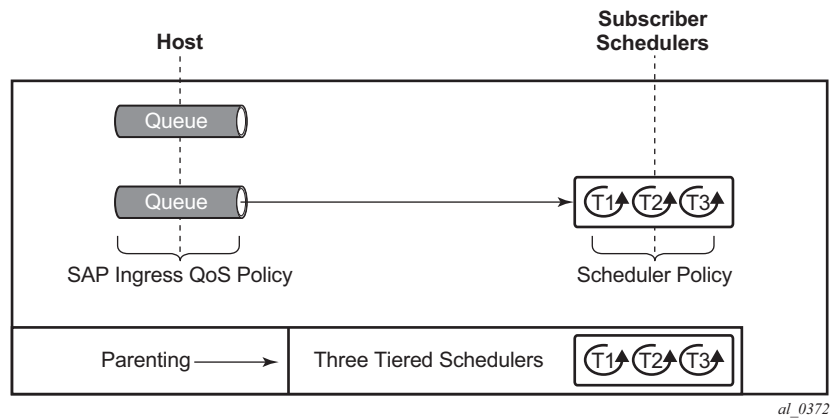 Host
Subscriber
Schedulers
Queue
Queue
T1 T2 T3
SAP Ingress QoS Policy
Scheduler Policy
Parenting
Three Tiered Schedulers
T1 T2 T3
al_0372